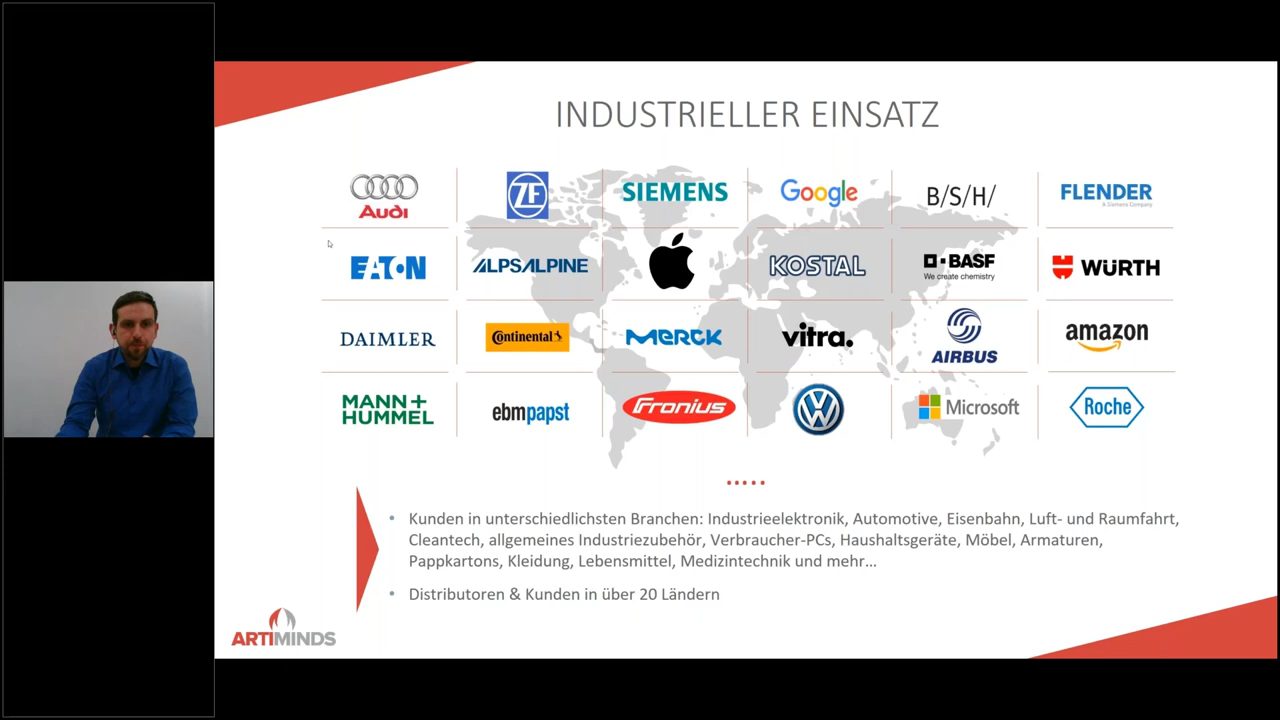 INDUSTRIELLER EINSATZ
Audi
ZF
SIEMENS
Google
B/S/H/
FLENDER
A Siemens Company
EATON
ALPSALPINE
KOSTAL
BASF
We create chemistry
WÜRTH
DAIMLER
Continental
MERCK
vitra.
AIRBUS
amazon
MANN+
HUMMEL
ebmpapst
Fronius
VW
Microsoft
Roche
.....
• Kunden in unterschiedlichsten Branchen: Industrieelektronik, Automotive, Eisenbahn, Luft- und Raumfahrt,
Cleantech, allgemeines Industriezubehör, Verbraucher-PCs, Haushaltsgeräte, Möbel, Armaturen,
Pappkartons, Kleidung, Lebensmittel, Medizintechnik und mehr...
• Distributoren & Kunden in über 20 Ländern
ARTIMINDS